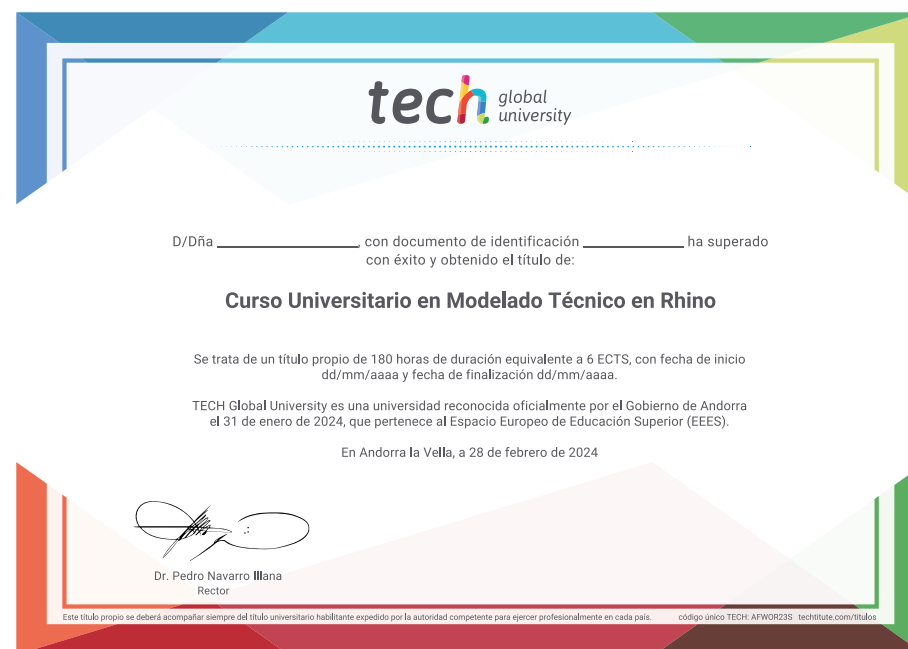 tech global university
D/Dña ______________, con documento de identificación __________ ha superado
con éxito y obtenido el título de:
Curso Universitario en Modelado Técnico en Rhino
Se trata de un título propio de 180 horas de duración equivalente a 6 ECTS, con fecha de inicio
dd/mm/aaaa y fecha de finalización dd/mm/aaaa.
TECH Global University es una universidad reconocida oficialmente por el Gobierno de Andorra
el 31 de enero de 2024, que pertenece al Espacio Europeo de Educación Superior (EEES).
En Andorra la Vella, a 28 de febrero de 2024
Dr. Pedro Navarro Illana
Rector
Este título propio se deberá acompañar siempre del título universitario habilitante expedido por la autoridad competente para ejercer profesionalmente en cada país. código único TECH: AFWOR23S techtitute.com/titulos